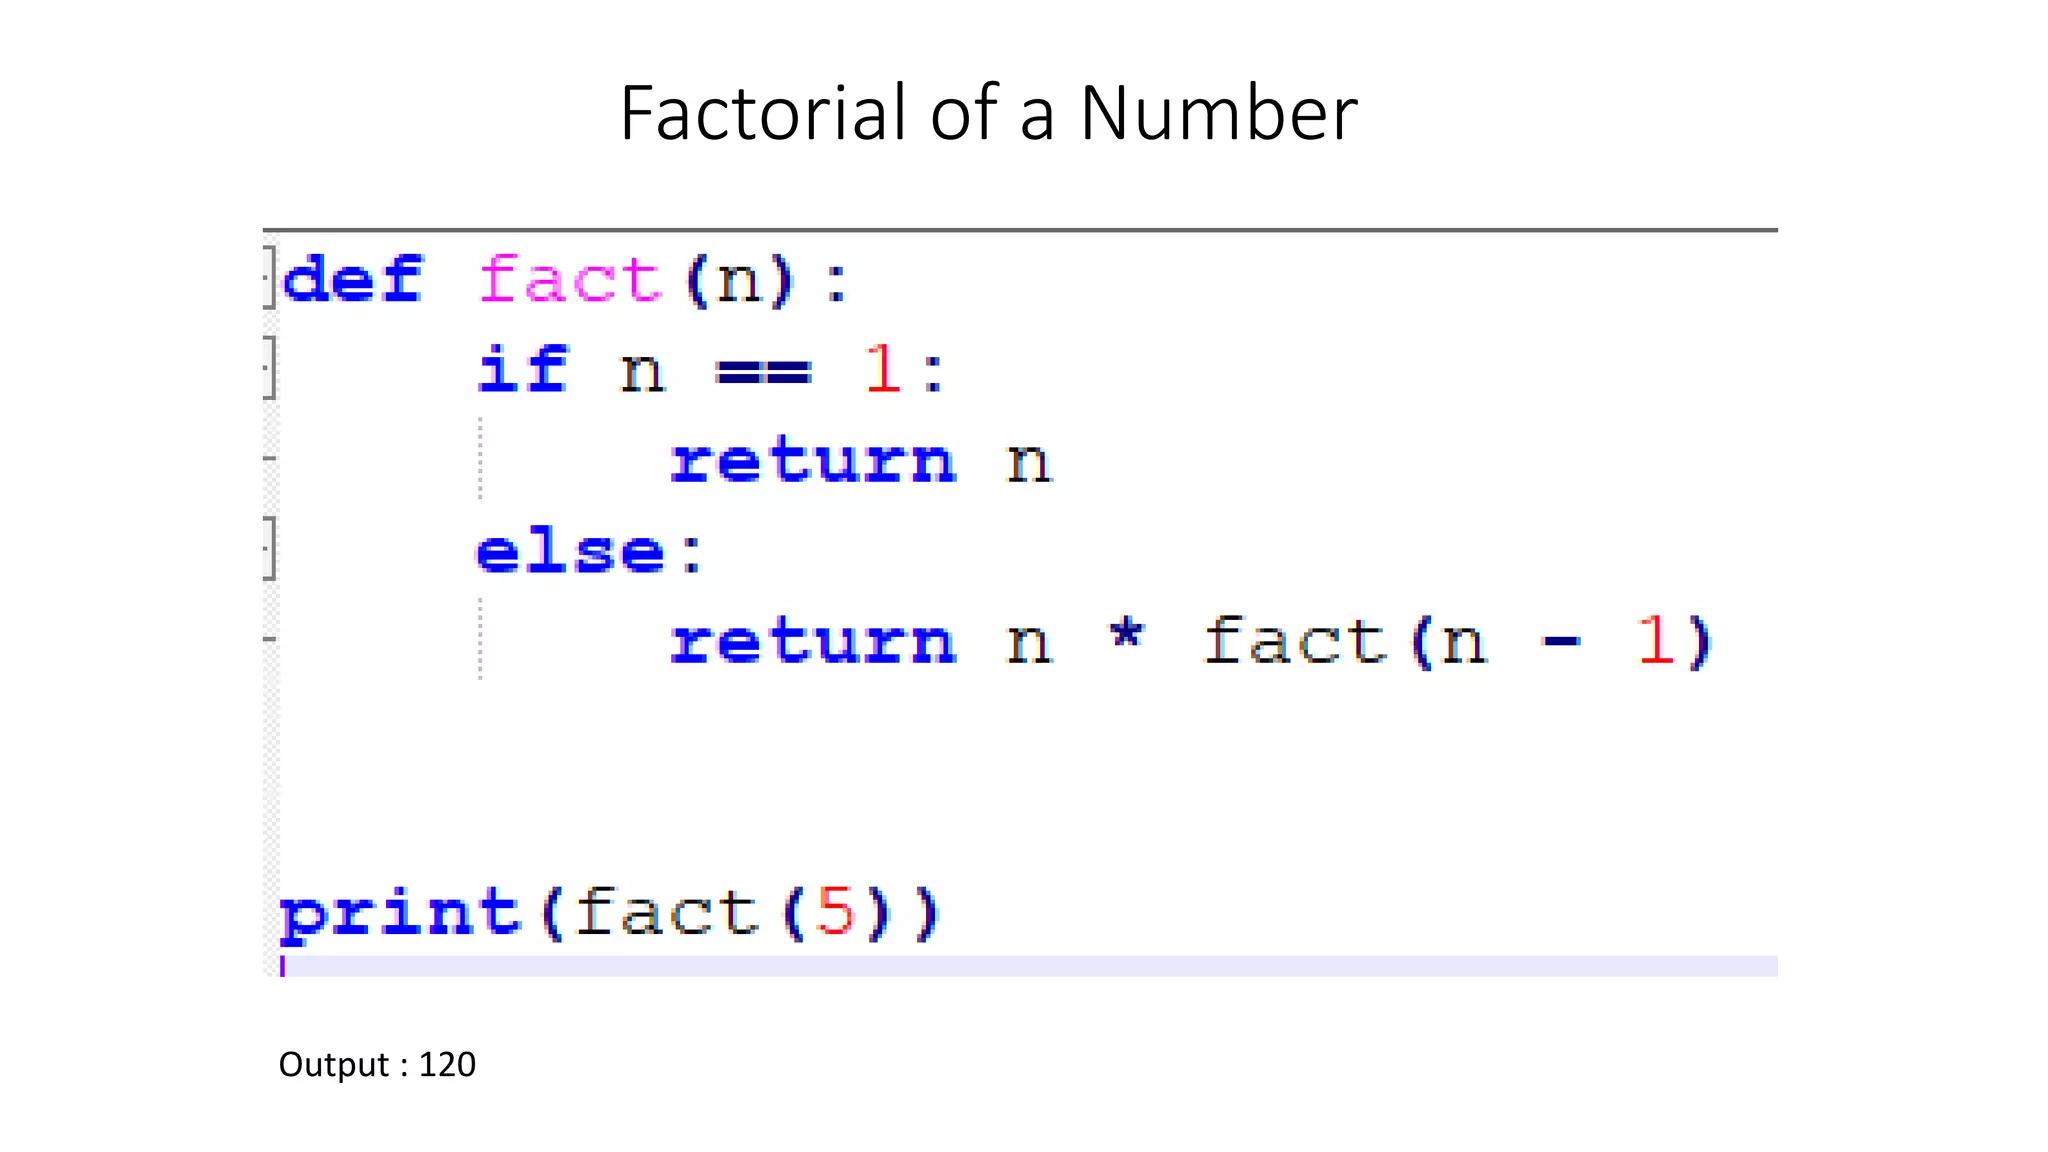 Factorial of a Number
def fact(n):
    if n == 1:
        return n
    else:
        return n * fact(n - 1)
print(fact(5))
Output : 120